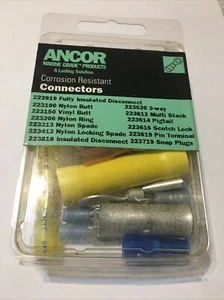 ANCOR
MARINE GRADE PRODUCTS
A Lasting Solution
Corrosion Resistant
Connectors
223919 Fully Insulated Disconnect
223100 Nylon Butt 223520 3-way
223150 Vinyl Butt 223612 Multi Stack
223208 Nylon Ring 223614 Pigtail
223313 Nylon Spade 223615 Scotch Lock
223413 Nylon Locking Spade 223619 Pin Terminal
223818 Insulated Disconnect 223719 Snap Plugs